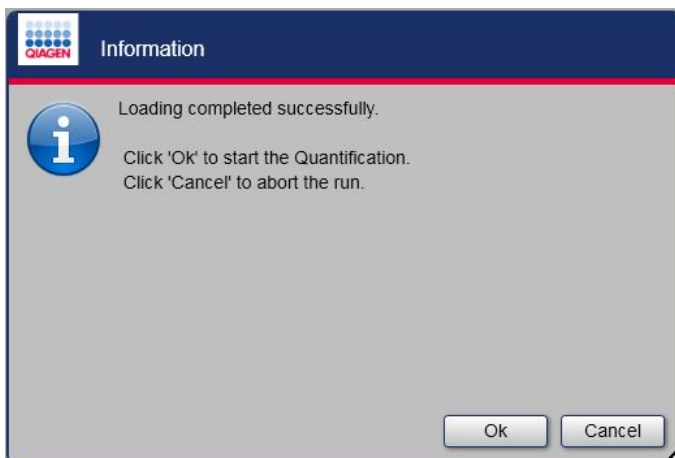 QIAGEN
Information
Loading completed successfully.
Click 'Ok' to start the Quantification.
Click 'Cancel' to abort the run.
Ok
Cancel